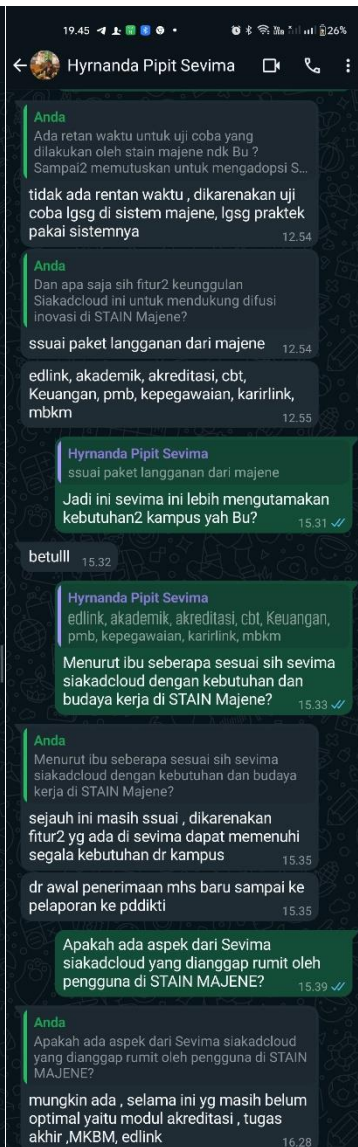 19.45
26%
Hyrnanda Pipit Sevima
Anda
Ada retan waktu untuk uji coba yang
dilakukan oleh stain majene ndk Bu ?
Sampai2 memutuskan untuk mengadopsi S...
tidak ada rentan waktu , dikarenakan uji
coba lgsg di sistem majene, lgsg praktek
pakai sistemnya
12.54
Anda
Dan apa saja sih fitur2 keunggulan
Siakadcloud ini untuk mendukung difusi
inovasi di STAIN Majene?
ssuai paket langganan dari majene
12.54
edlink, akademik, akreditasi, cbt,
Keuangan, pmb, kepegawaian, karirlink,
mbkm
12.55
Hyrnanda Pipit Sevima
ssuai paket langganan dari majene
Jadi ini sevima ini lebih mengutamakan
kebutuhan2 kampus yah Bu?
15.31
betulll 15.32
Hyrnanda Pipit Sevima
edlink, akademik, akreditasi, cbt, Keuangan,
pmb, kepegawaian, karirlink, mbkm
Menurut ibu seberapa sesuai sih sevima
siakadcloud dengan kebutuhan dan
budaya kerja di STAIN Majene?
15.33
Anda
Menurut ibu seberapa sesuai sih sevima
siakadcloud dengan kebutuhan dan budaya
kerja di STAIN Majene?
sejauh ini masih ssuai , dikarenakan
fitur2 yg ada di sevima dapat memenuhi
segala kebutuhan dr kampus
15.35
dr awal penerimaan mhs baru sampai ke
pelaporan ke pddikti
15.35
Apakah ada aspek dari Sevima
siakadcloud yang dianggap rumit oleh
pengguna di STAIN MAJENE?
15.39
Anda
Apakah ada aspek dari Sevima siakadcloud
yang dianggap rumit oleh pengguna di STAIN
MAJENE?
mungkin ada , selama ini yg masih belum
optimal yaitu modul akreditasi , tugas
akhir ,MKBM, edlink
16.28